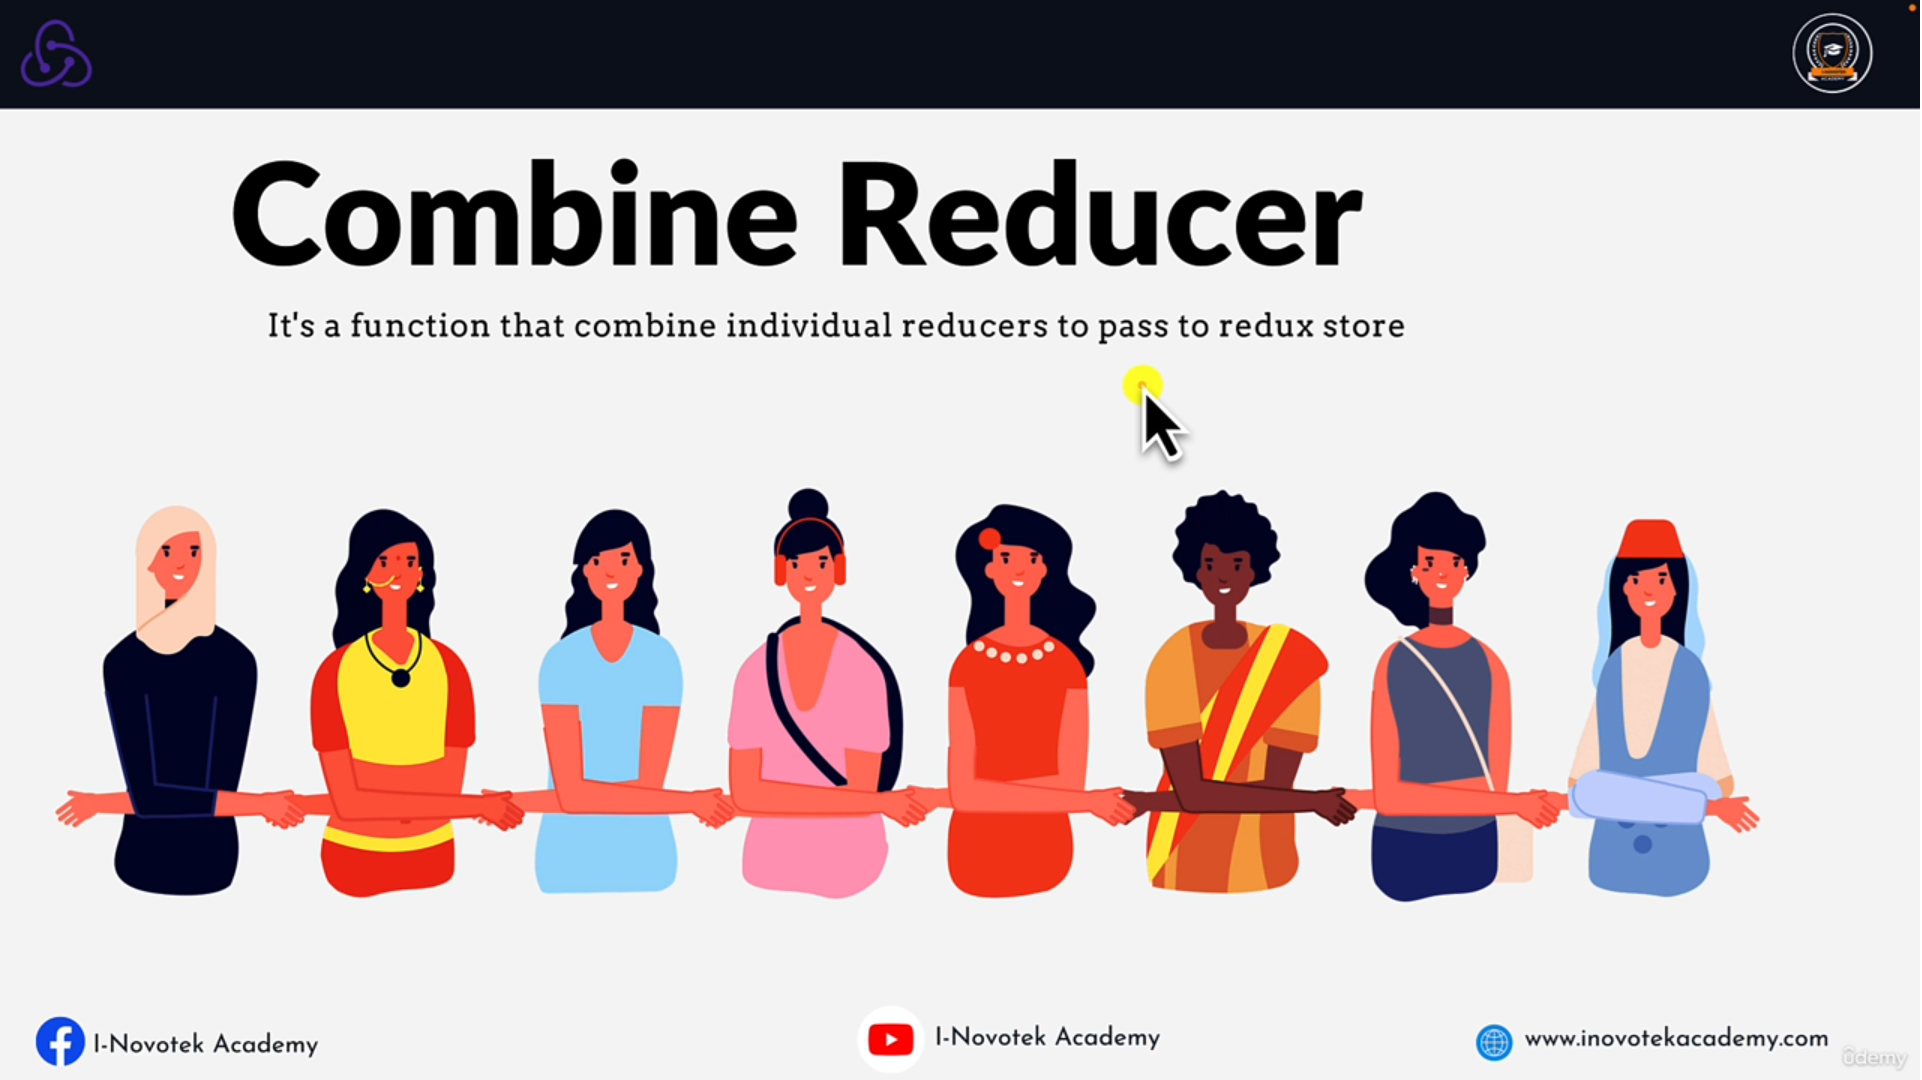 Combine Reducer
It's a function that combine individual reducers to pass to redux store
I-Novotek Academy
I-Novotek Academy
www.inovotekacademy.com
ûdemy